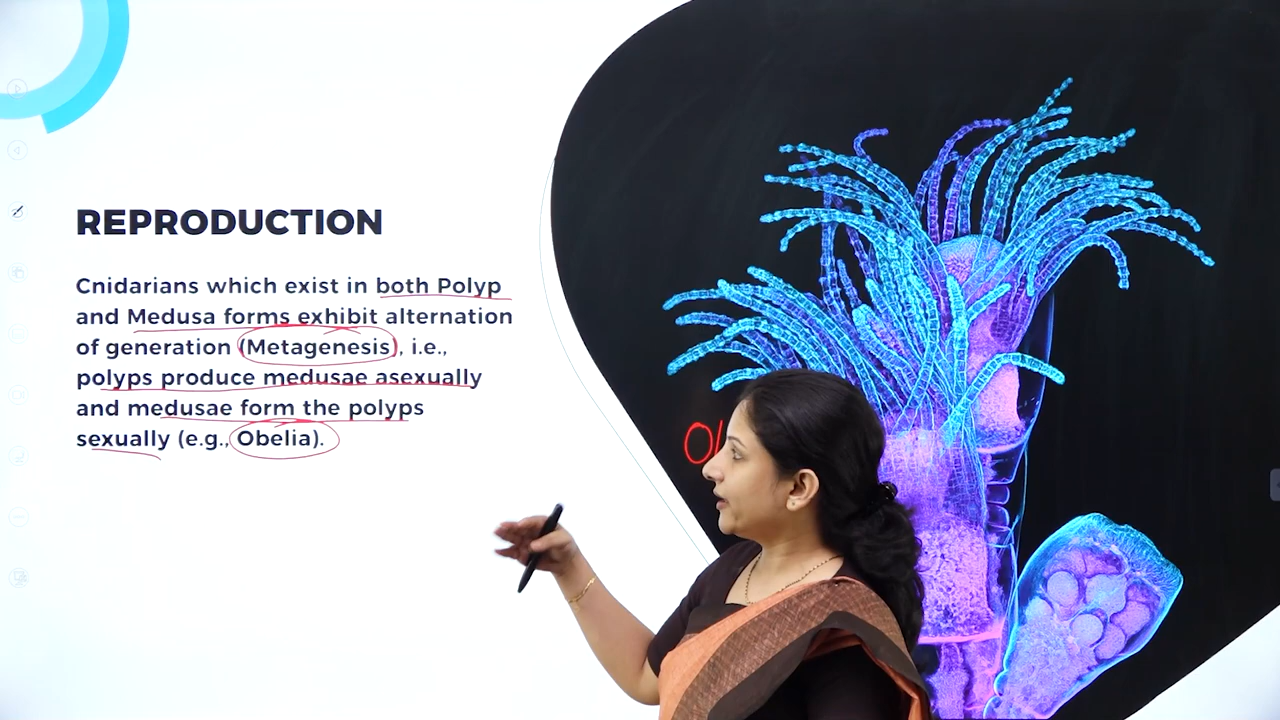 REPRODUCTION
Cnidarians which exist in both Polyp
and Medusa forms exhibit alternation
of generation (Metagenesis), i.e.,
polyps produce medusae asexually
and medusae form the polyps
sexually (e.g., Obelia).